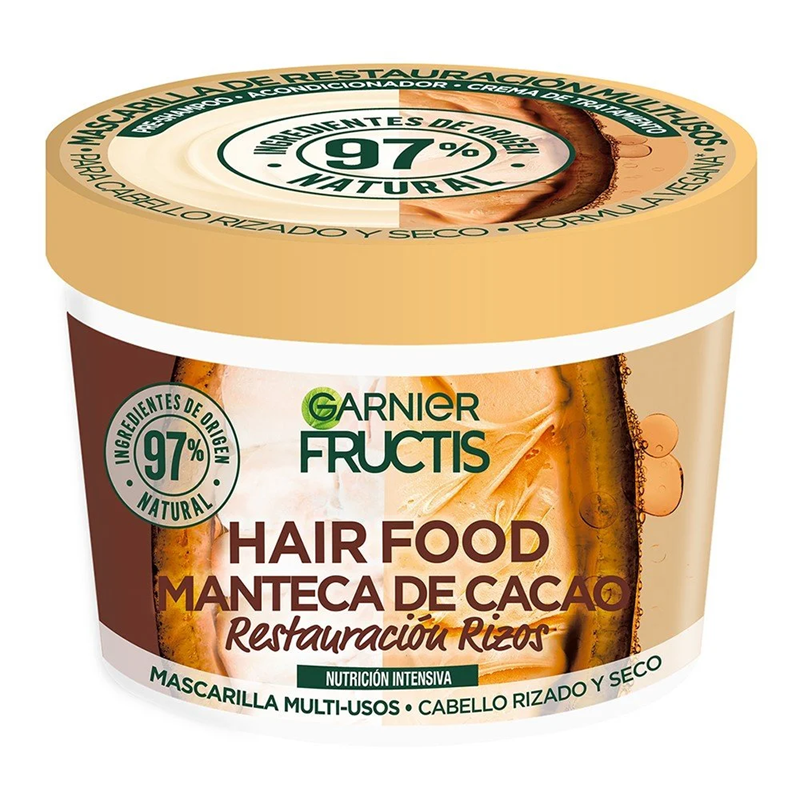 MASCARILLA DE RESTAURACIÓN MULTI-USOS
PRE-SHAMPOO • ACONDICIONADOR • CREMA DE TRATAMIENTO
INGREDIENTES DE ORIGEN
97%
NATURAL
• PARA CABELLO RIZADO Y SECO • FÓRMULA VEGANA* •
INGREDIENTES DE ORIGEN
97%
• NATURAL •
GARNIER
FRUCTIS
HAIR FOOD
MANTECA DE CACAO
Restauración Rizos
NUTRICIÓN INTENSIVA
MASCARILLA MULTI-USOS • CABELLO RIZADO Y SECO